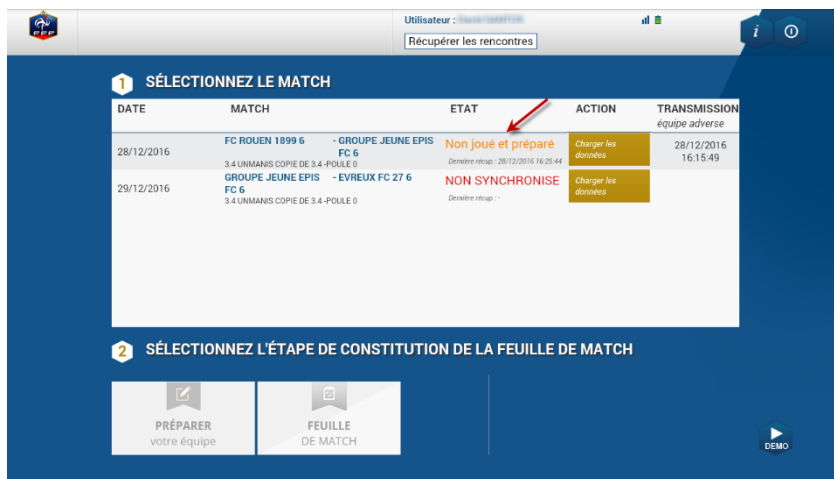 FFF
Utilisateur :
Récupérer les rencontres
i
1 SÉLECTIONNEZ LE MATCH
DATE MATCH ETAT ACTION TRANSMISSION
équipe adverse
28/12/2016 FC ROUEN 1899 6 - GROUPE JEUNE EPIS FC 6 Non joué et préparé Charger les données 28/12/2016 16:15:49
3.4 UNMANIS COPIE DE 3.4 -POULE 0 Dernière récup : 28/12/2016 16:25:44
29/12/2016 GROUPE JEUNE EPIS FC 6 - EVREUX FC 27 6 NON SYNCHRONISE Charger les données
3.4 UNMANIS COPIE DE 3.4 -POULE 0 Dernière récup : -
2 SÉLECTIONNEZ L'ÉTAPE DE CONSTITUTION DE LA FEUILLE DE MATCH
PRÉPARER
votre équipe
FEUILLE
DE MATCH
DEMO